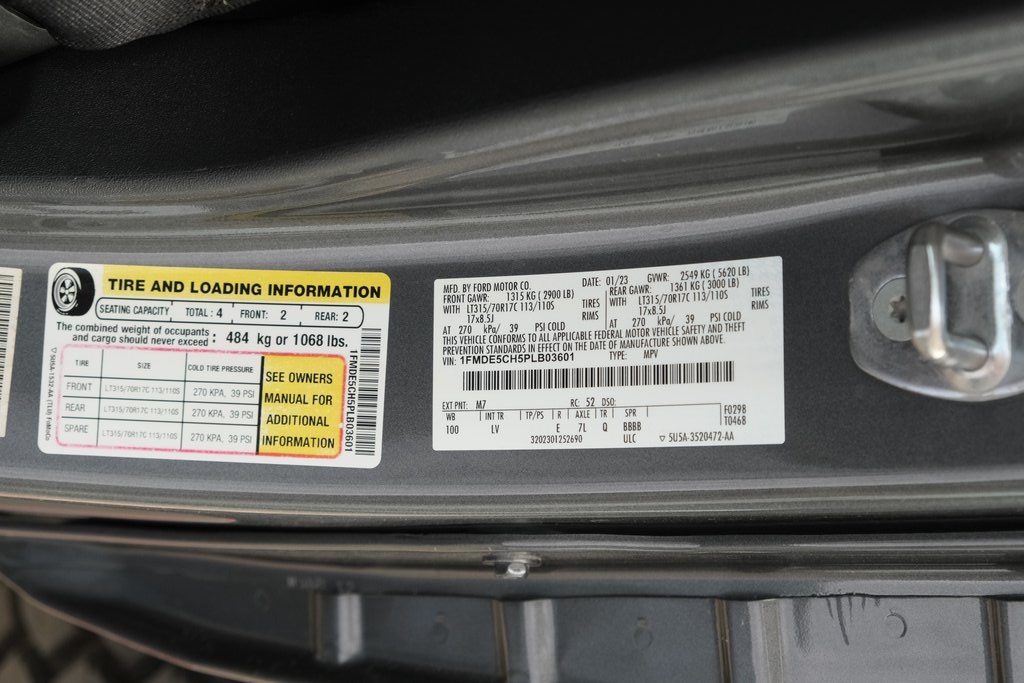 TIRE AND LOADING INFORMATION
SEATING CAPACITY TOTAL : 4 FRONT: 2 REAR: 2
The combined weight of occupants
and cargo should never exceed : 484 kg or 1068 lbs.
TIRE SIZE COLD TIRE PRESSURE
FRONT LT315/70R17C 113/110S 270 KPA, 39 PSI
REAR LT315/70R17C 113/110S 270 KPA, 39 PSI
SPARE LT315/70R17C 113/110S 270 KPA, 39 PSI
SEE OWNERS
MANUAL FOR
ADDITIONAL
INFORMATION
1FMDE5CH5PLB03601
MFD. BY FORD MOTOR CO.
DATE: 01/23 GVWR: 2549 KG ( 5620 LB)
FRONT GAWR: 1315 KG ( 2900 LB) REAR GAWR: 1361 KG ( 3000 LB)
WITH LT315/70R17C 113/110S TIRES WITH LT315/70R17C 113/110S TIRES
17x8.5J RIMS 17x8.5J RIMS
AT 270 kPa/ 39 PSI COLD AT 270 kPa/ 39 PSI COLD
THIS VEHICLE CONFORMS TO ALL APPLICABLE FEDERAL MOTOR VEHICLE SAFETY AND THEFT
PREVENTION STANDARDS IN EFFECT ON THE DATE OF MANUFACTURE SHOWN ABOVE.
VIN: 1FMDE5CH5PLB03601 TYPE: MPV
EXT PNT: M7 RC: 52 DSO:
WB INT TR TP/PS R AXLE TR SPR F0298
100 LV E 7L Q BBBB T0468
3202301252690 ULC ▽ 5U5A-3520472-AA